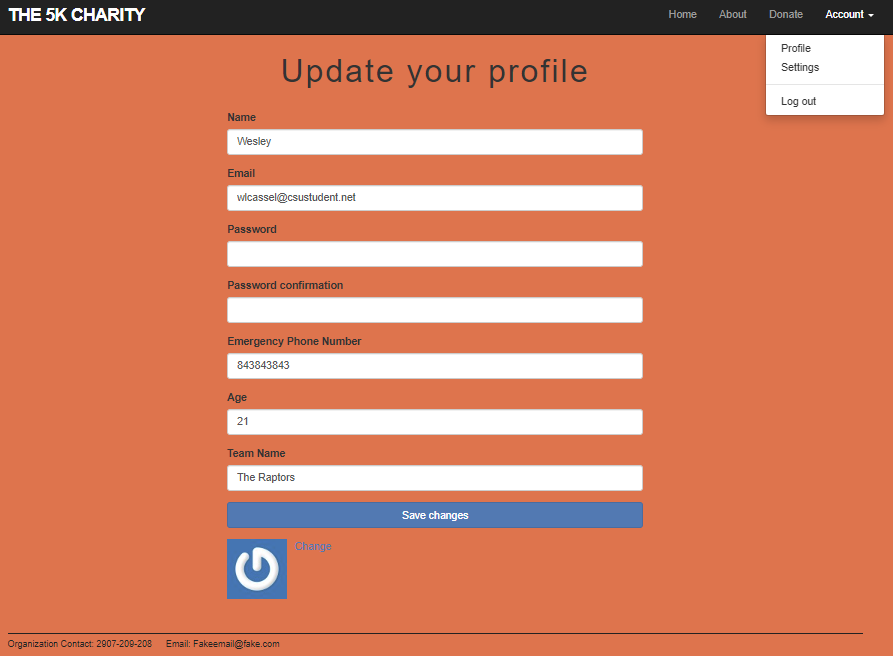 THE 5K CHARITY Home About Donate Account
Profile
Settings
Log out
Update your profile
Name
Wesley
Email
wlcassel@csustudent.net
Password
Password confirmation
Emergency Phone Number
843843843
Age
21
Team Name
The Raptors
Save changes
Change
Organization Contact: 2907-209-208 Email: Fakeemail@fake.com